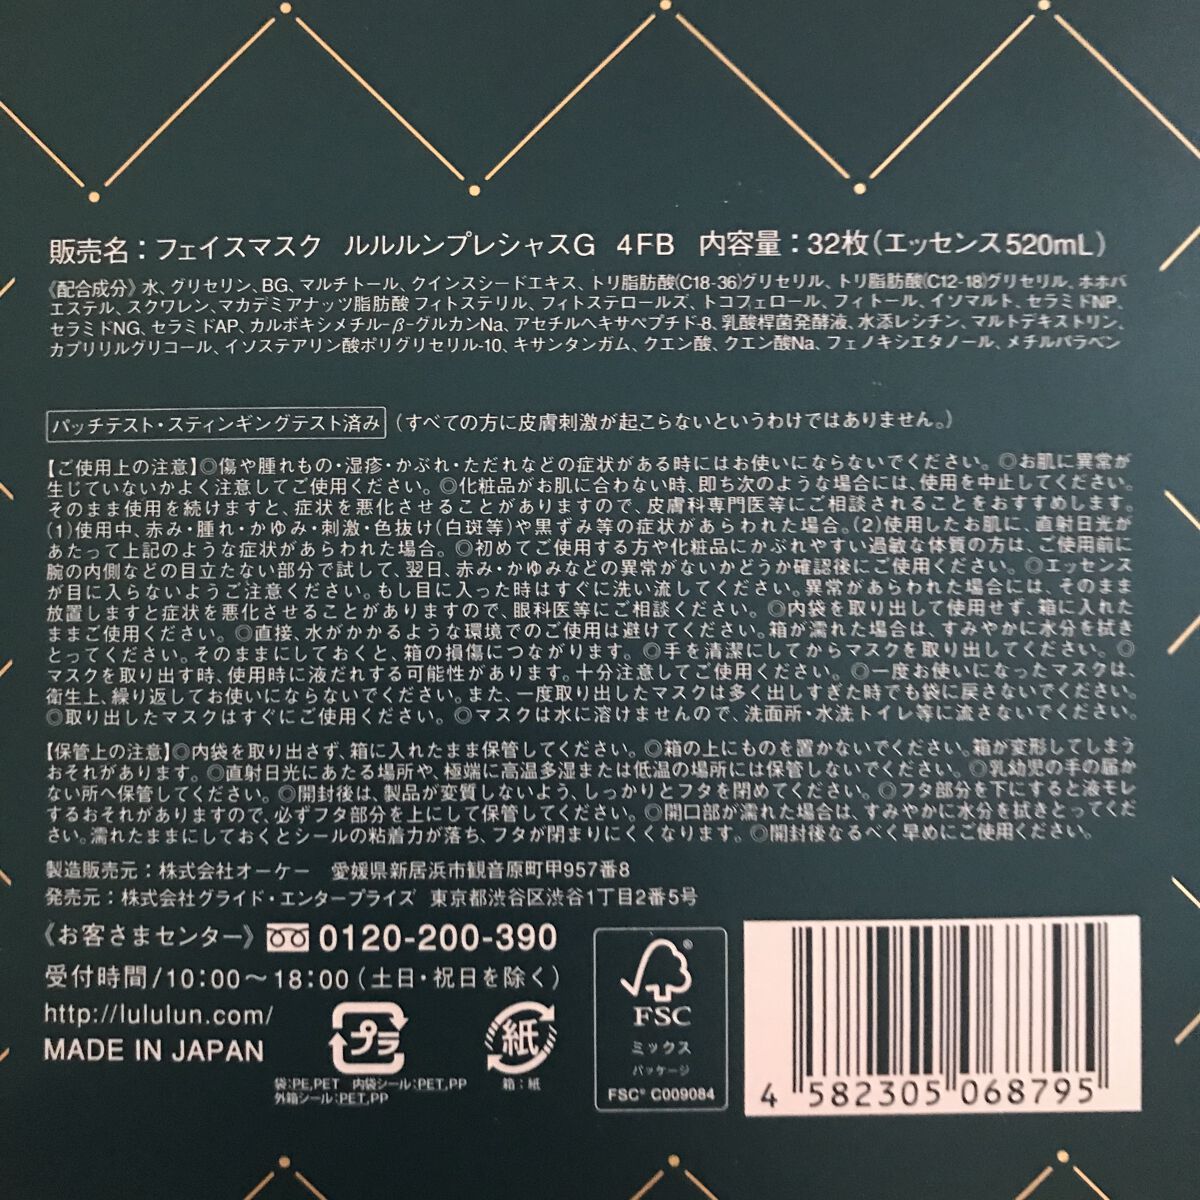 販売名：フェイスマスク　ルルルンプレシャスG　4FB　内容量：32枚（エッセンス520mL）
《配合成分》水、グリセリン、BG、マルチトール、クインスシードエキス、トリ脂肪酸(C18-36)グリセリル、トリ脂肪酸(C12-18)グリセリル、ホホバ
エステル、スクワレン、マカデミアナッツ脂肪酸フィトステリル、フィトステロールズ、トコフェロール、フィトール、イソマルト、セラミドNP、
セラミドNG、セラミドAP、カルボキシメチル-β-グルカンNa、アセチルヘキサペプチド-8、乳酸桿菌発酵液、水添レシチン、マルトデキストリン、
カプリリルグリコール、イソステアリン酸ポリグリセリル-10、キサンタンガム、クエン酸、クエン酸Na、フェノキシエタノール、メチルパラベン
パッチテスト・スティンギングテスト済み（すべての方に皮膚刺激が起こらないというわけではありません。）
【ご使用上の注意】◎傷や腫れもの・湿疹・かぶれ・ただれなどの症状がある時にはお使いにならないでください。◎お肌に異常が
生じていないかよく注意してご使用ください。◎化粧品がお肌に合わない時、即ち次のような場合には、使用を中止してください。
そのまま使用を続けますと、症状を悪化させることがありますので、皮膚科専門医等にご相談されることをおすすめします。
(1)使用中、赤み・腫れ・かゆみ・刺激・色抜け(白斑等)や黒ずみ等の症状があらわれた場合。(2)使用したお肌に、直射日光が
あたって上記のような症状があらわれた場合。◎初めてご使用する方や化粧品にかぶれやすい過敏な体質の方は、ご使用前に
腕の内側などの目立たない部分で試して、翌日、赤み・かゆみなどの異常がないかどうか確認後にご使用ください。◎エッセンス
が目に入らないようご注意ください。もし目に入った時はすぐに洗い流してください。異常があらわれた場合には、そのまま
放置しますと症状を悪化させることがありますので、眼科医等にご相談ください。◎内袋を取り出して使用せず、箱に入れた
ままご使用ください。◎直接、水がかかるような環境でのご使用は避けてください。箱が濡れた場合は、すみやかに水分を拭き
とってください。そのままにしておくと、箱の損傷につながります。◎手を清潔にしてからマスクを取り出してください。◎
マスクを取り出す時、使用時に液だれする可能性があります。十分注意してご使用ください。◎一度お使いになったマスクは、
衛生上、繰り返してお使いにならないでください。また、一度取り出したマスクは多く出しすぎた時でも袋に戻さないでください。
◎取り出したマスクはすぐにご使用ください。◎マスクは水に溶けませんので、洗面所・水洗トイレ等に流さないでください。
【保管上の注意】◎内袋を取り出さず、箱に入れたまま保管してください。◎箱の上にものを置かないでください。箱が変形してしまう
おそれがあります。◎直射日光にあたる場所や、極端に高温多湿または低温の場所には保管しないでください。◎乳幼児の手の届か
ない所へ保管してください。◎開封後は、製品が変質しないよう、しっかりとフタを閉めてください。◎フタ部分を下にすると液モレ
するおそれがありますので、必ずフタ部分を上にして保管してください。◎開口部が濡れた場合は、すみやかに水分を拭きとってくだ
さい。濡れたままにしておくとシールの粘着力が落ち、フタが閉まりにくくなります。◎開封後なるべく早めにご使用ください。
製造販売元：株式会社オーケー　愛媛県新居浜市観音原町甲957番8
発売元：株式会社グライド・エンタープライズ　東京都渋谷区渋谷1丁目2番5号
《お客さまセンター》0120-200-390
受付時間/10:00～18:00（土日・祝日を除く）
http://lululun.com/
MADE IN JAPAN
プラ
袋:PE,PET　内袋シール:PET,PP
外箱シール:PET,PP
紙
箱：紙
FSC
ミックス
パッケージ
FSC® C009084
4 582305 068795